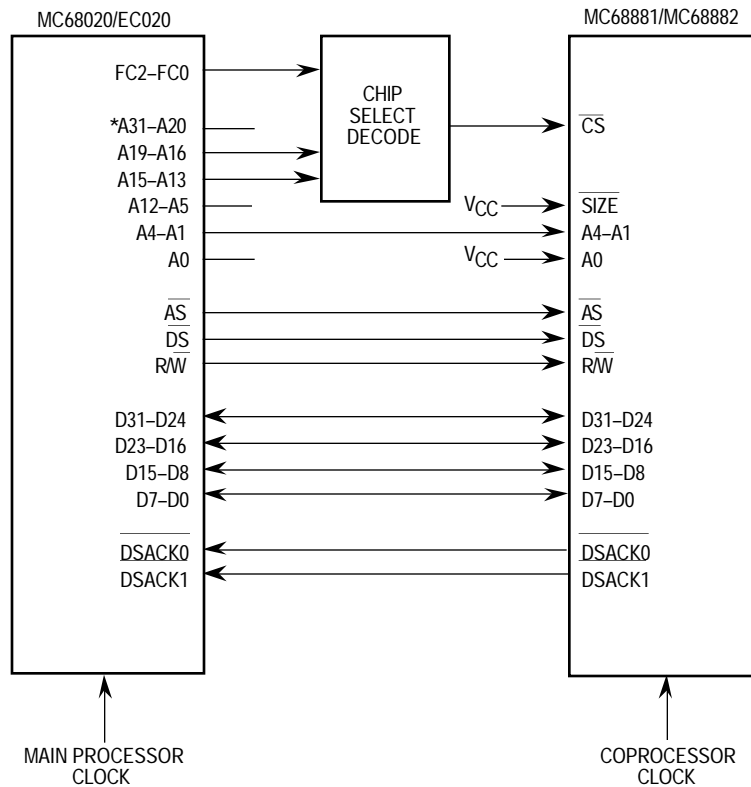 MC68020/EC020
MC68881/MC68882
FC2–FC0
*A31–A20
A19–A16
A15–A13
A12–A5
A4–A1
A0
AS
DS
R/W
D31–D24
D23–D16
D15–D8
D7–D0
DSACK0
DSACK1
CHIP
SELECT
DECODE
VCC
VCC
CS
SIZE
A4–A1
A0
AS
DS
R/W
D31–D24
D23–D16
D15–D8
D7–D0
DSACK0
DSACK1
MAIN PROCESSOR
CLOCK
COPROCESSOR
CLOCK